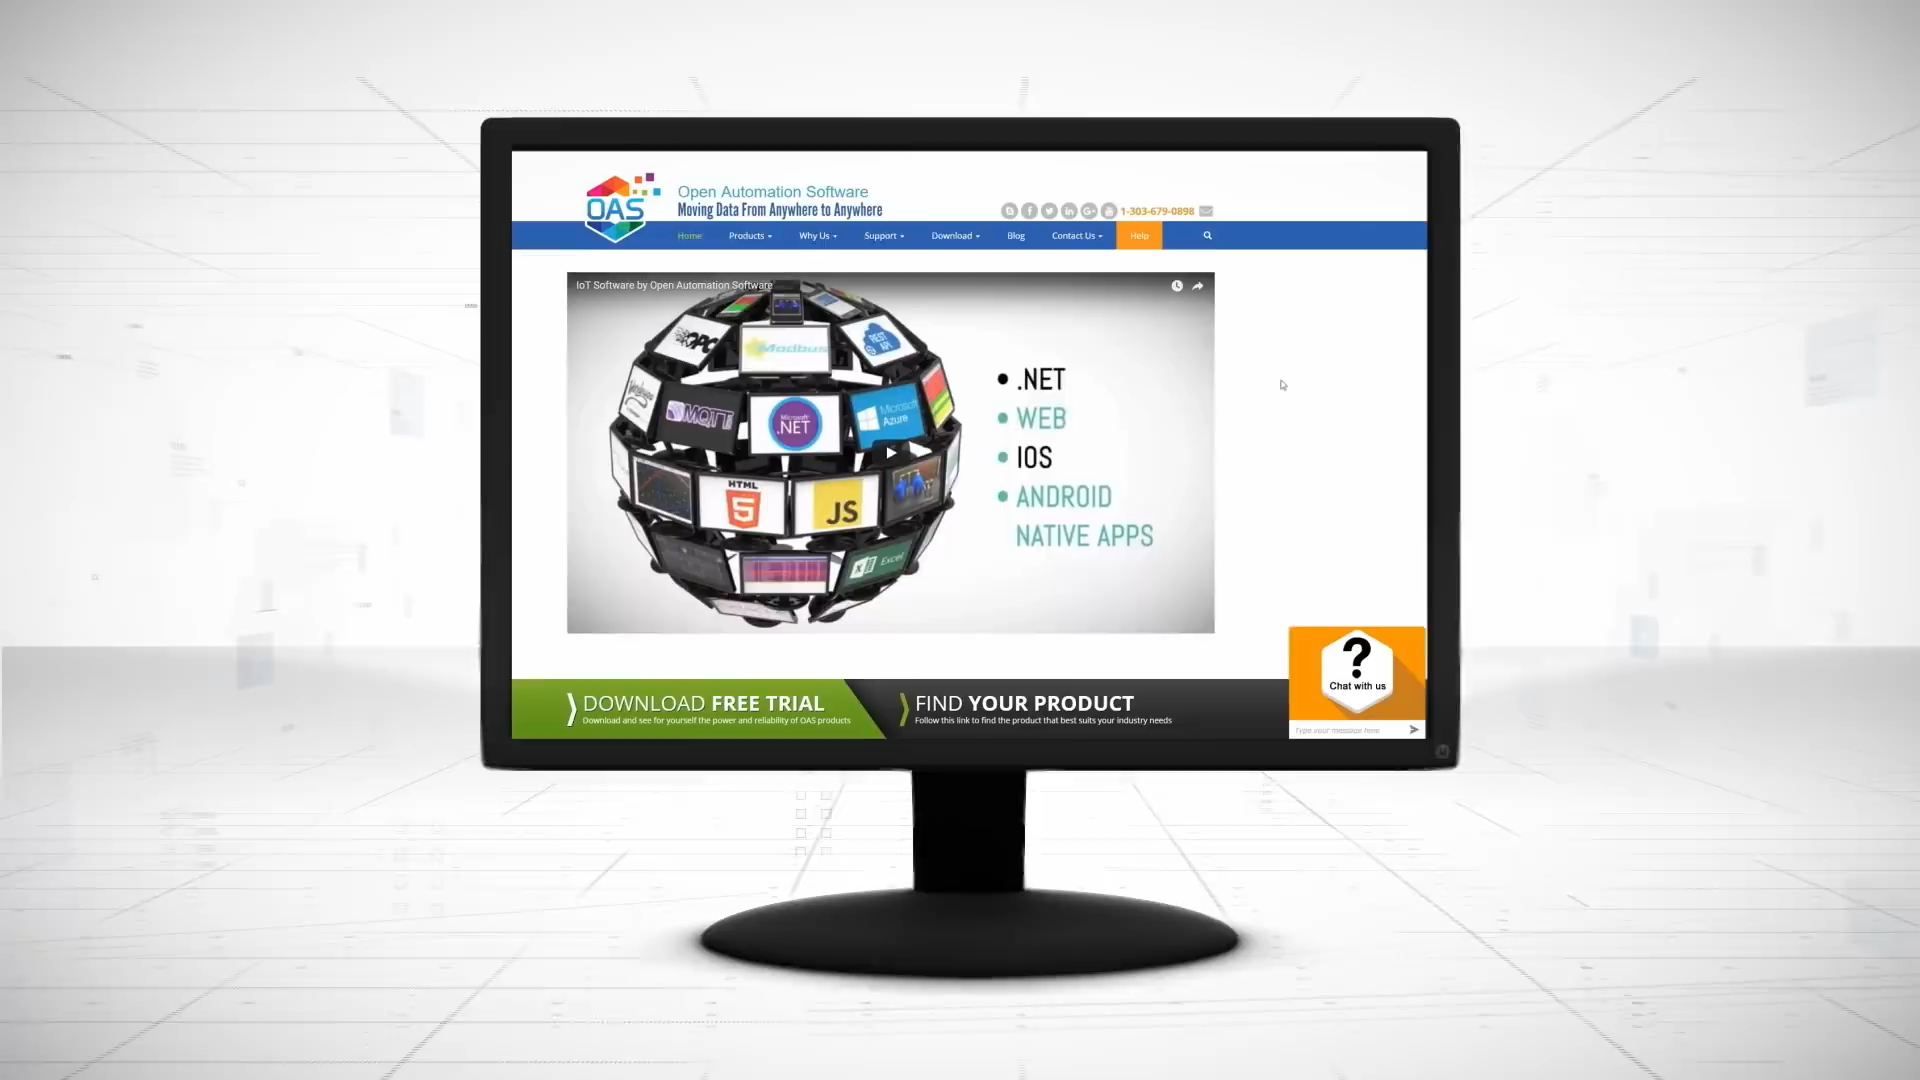 OAS
Open Automation Software
Moving Data From Anywhere to Anywhere
1-303-679-0898
Home Products Why Us Support Download Blog Contact Us Help
IoT Software by Open Automation Software
OPC
Modbus
REST
API
MQTT
Microsoft
.NET
Microsoft
Azure
HTML
5
JS
Excel
• .NET
• WEB
• IOS
• ANDROID
NATIVE APPS
?
Chat with us
Type your message here
DOWNLOAD FREE TRIAL
Download and see for yourself the power and reliability of OAS products
FIND YOUR PRODUCT
Follow this link to find the product that best suits your industry needs